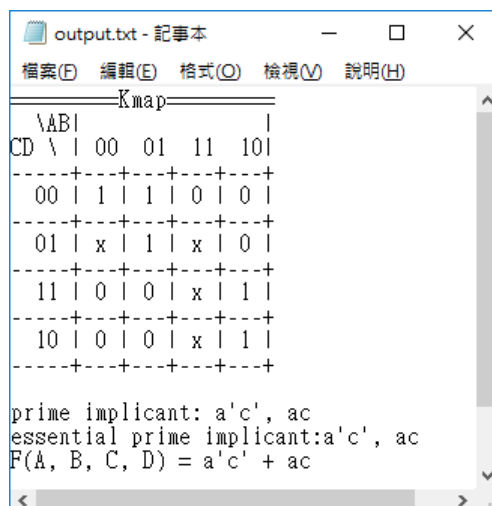 output.txt - 記事本
檔案(F) 編輯(E) 格式(O) 檢視(V) 說明(H)
══════════Kmap══════════
  \AB|                |
CD \ | 00  01  11  10|
-----+---+---+---+---+
  00 | 1 | 1 | 0 | 0 |
-----+---+---+---+---+
  01 | x | 1 | x | 0 |
-----+---+---+---+---+
  11 | 0 | 0 | x | 1 |
-----+---+---+---+---+
  10 | 0 | 0 | x | 1 |
-----+---+---+---+---+
prime implicant: a'c', ac
essential prime implicant:a'c', ac
F(A, B, C, D) = a'c' + ac